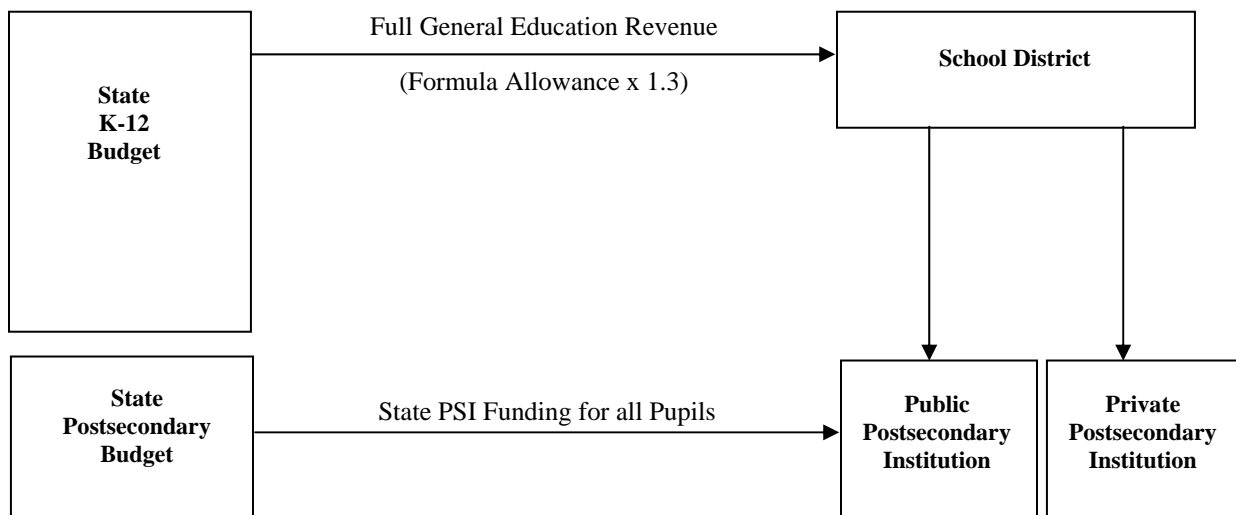 Full General Education Revenue
(Formula Allowance x 1.3)
School District
State
K-12
Budget
State
Postsecondary
Budget
State PSI Funding for all Pupils
Public
Postsecondary
Institution
Private
Postsecondary
Institution